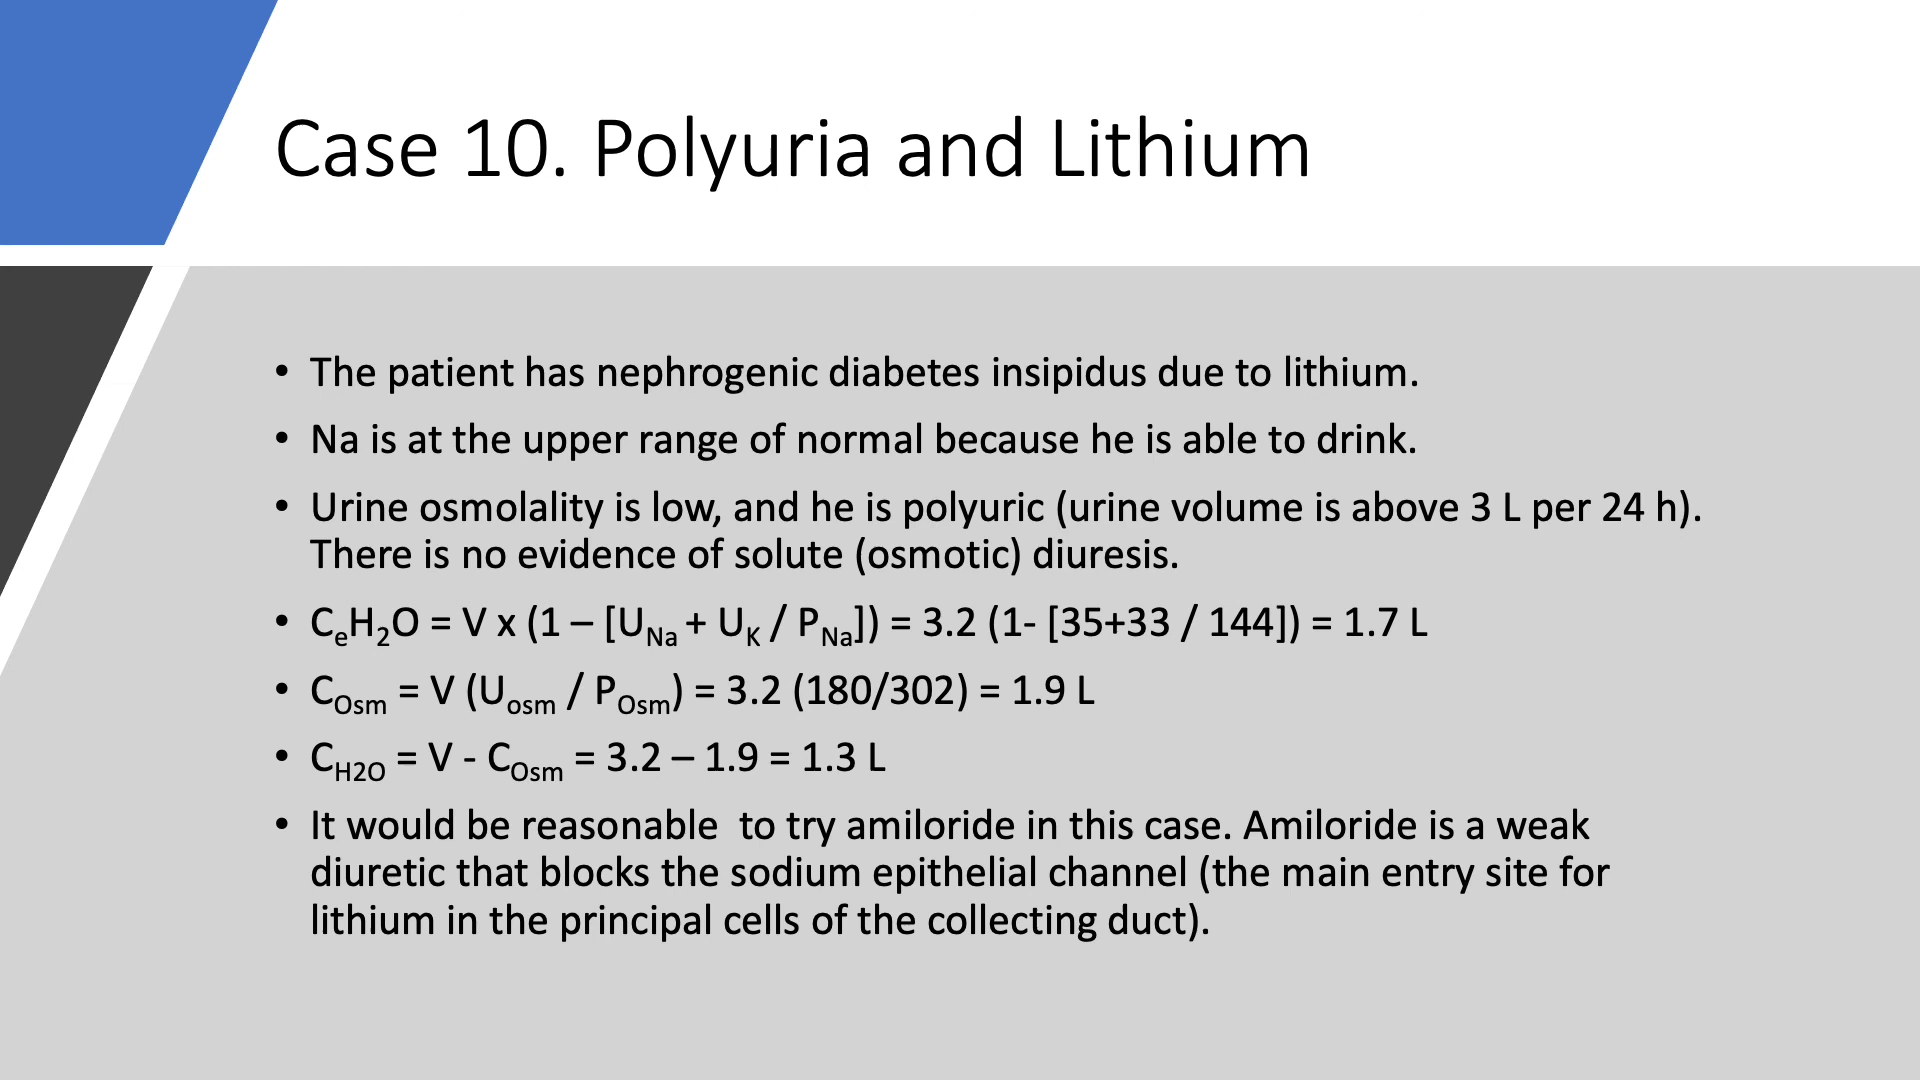 Case 10. Polyuria and Lithium
• The patient has nephrogenic diabetes insipidus due to lithium.
• Na is at the upper range of normal because he is able to drink.
• Urine osmolality is low, and he is polyuric (urine volume is above 3 L per 24 h).
There is no evidence of solute (osmotic) diuresis.
• CeH2O = V x (1 – [UNa + UK / PNa]) = 3.2 (1- [35+33 / 144]) = 1.7 L
• COsm = V (Uosm / POsm) = 3.2 (180/302) = 1.9 L
• CH2O = V - COsm = 3.2 – 1.9 = 1.3 L
• It would be reasonable  to try amiloride in this case. Amiloride is a weak
diuretic that blocks the sodium epithelial channel (the main entry site for
lithium in the principal cells of the collecting duct).